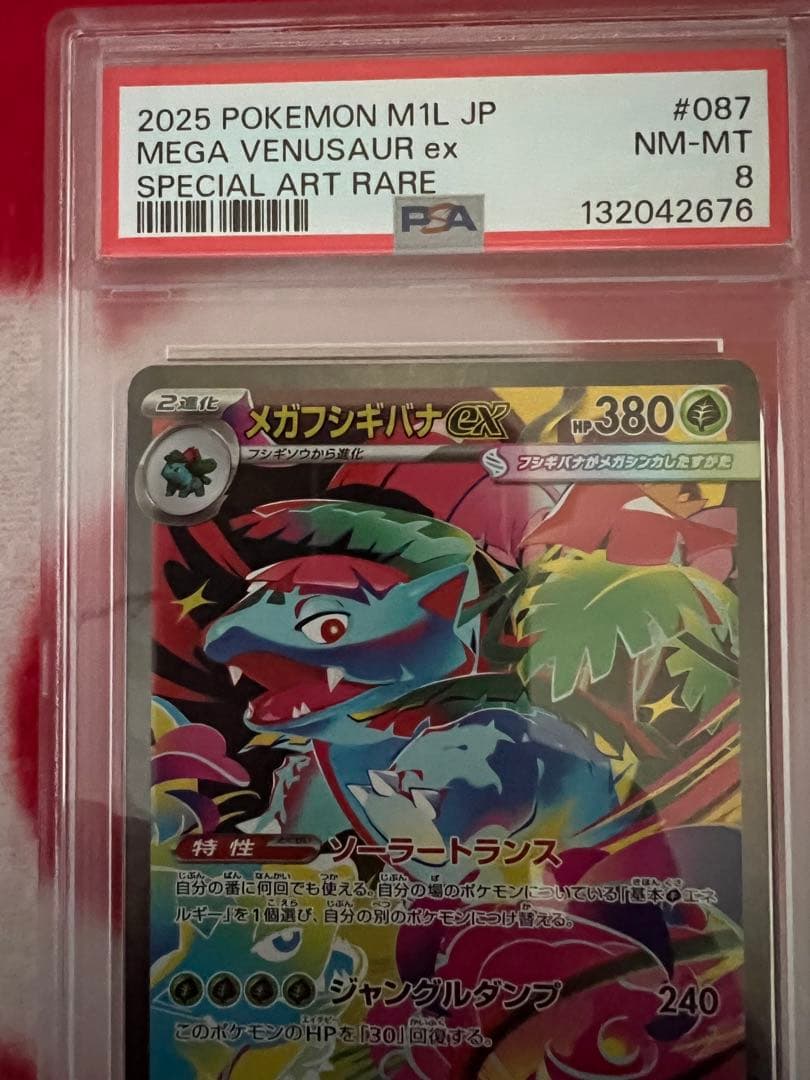 2025 POKEMON M1L JP #087
MEGA VENUSAUR ex NM-MT
SPECIAL ART RARE 8
PSA 132042676
2進化 メガフシギバナex HP380
フシギソウから進化 フシギバナがメガシンカしたすがた
特性 ソーラートランス
自分の番に何回でも使える。自分の場のポケモンについている「基本エネ
ルギー」を1個選び、自分の別のポケモンにつけ替える。
ジャングルダンプ 240
このポケモンのHPを「30」回復する。